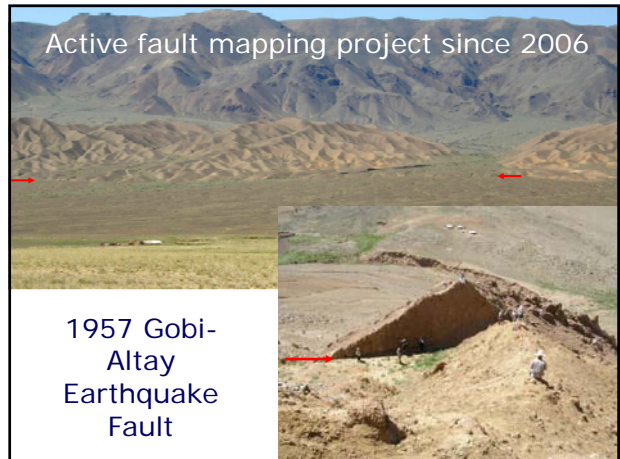 Active fault mapping project since 2006
1957 Gobi-
Altay
Earthquake
Fault